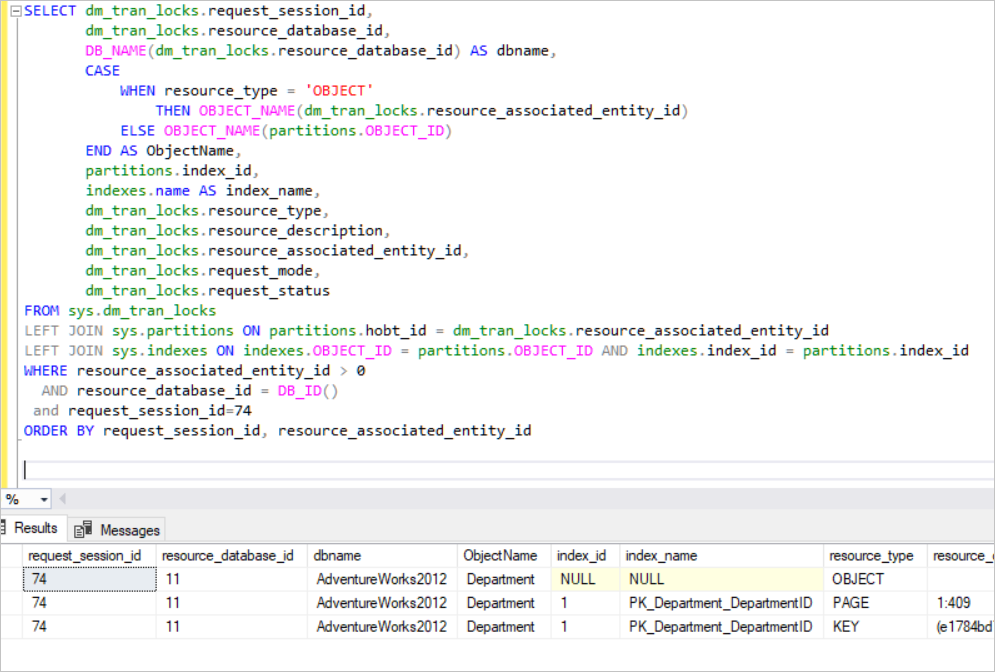 SELECT dm_tran_locks.request_session_id,
dm_tran_locks.resource_database_id,
DB_NAME(dm_tran_locks.resource_database_id) AS dbname,
CASE
WHEN resource_type = 'OBJECT'
THEN OBJECT_NAME(dm_tran_locks.resource_associated_entity_id)
ELSE OBJECT_NAME(partitions.OBJECT_ID)
END AS ObjectName,
partitions.index_id,
indexes.name AS index_name,
dm_tran_locks.resource_type,
dm_tran_locks.resource_description,
dm_tran_locks.resource_associated_entity_id,
dm_tran_locks.request_mode,
dm_tran_locks.request_status
FROM sys.dm_tran_locks
LEFT JOIN sys.partitions ON partitions.hobt_id = dm_tran_locks.resource_associated_entity_id
LEFT JOIN sys.indexes ON indexes.OBJECT_ID = partitions.OBJECT_ID AND indexes.index_id = partitions.index_id
WHERE resource_associated_entity_id > 0
AND resource_database_id = DB_ID()
and request_session_id=74
ORDER BY request_session_id, resource_associated_entity_id
%
Results Messages
request_session_id resource_database_id dbname ObjectName index_id index_name resource_type
74 11 AdventureWorks2012 Department NULL NULL OBJECT
74 11 AdventureWorks2012 Department 1 PK_Department_DepartmentID PAGE 1:409
74 11 AdventureWorks2012 Department 1 PK_Department_DepartmentID KEY (e1784bd